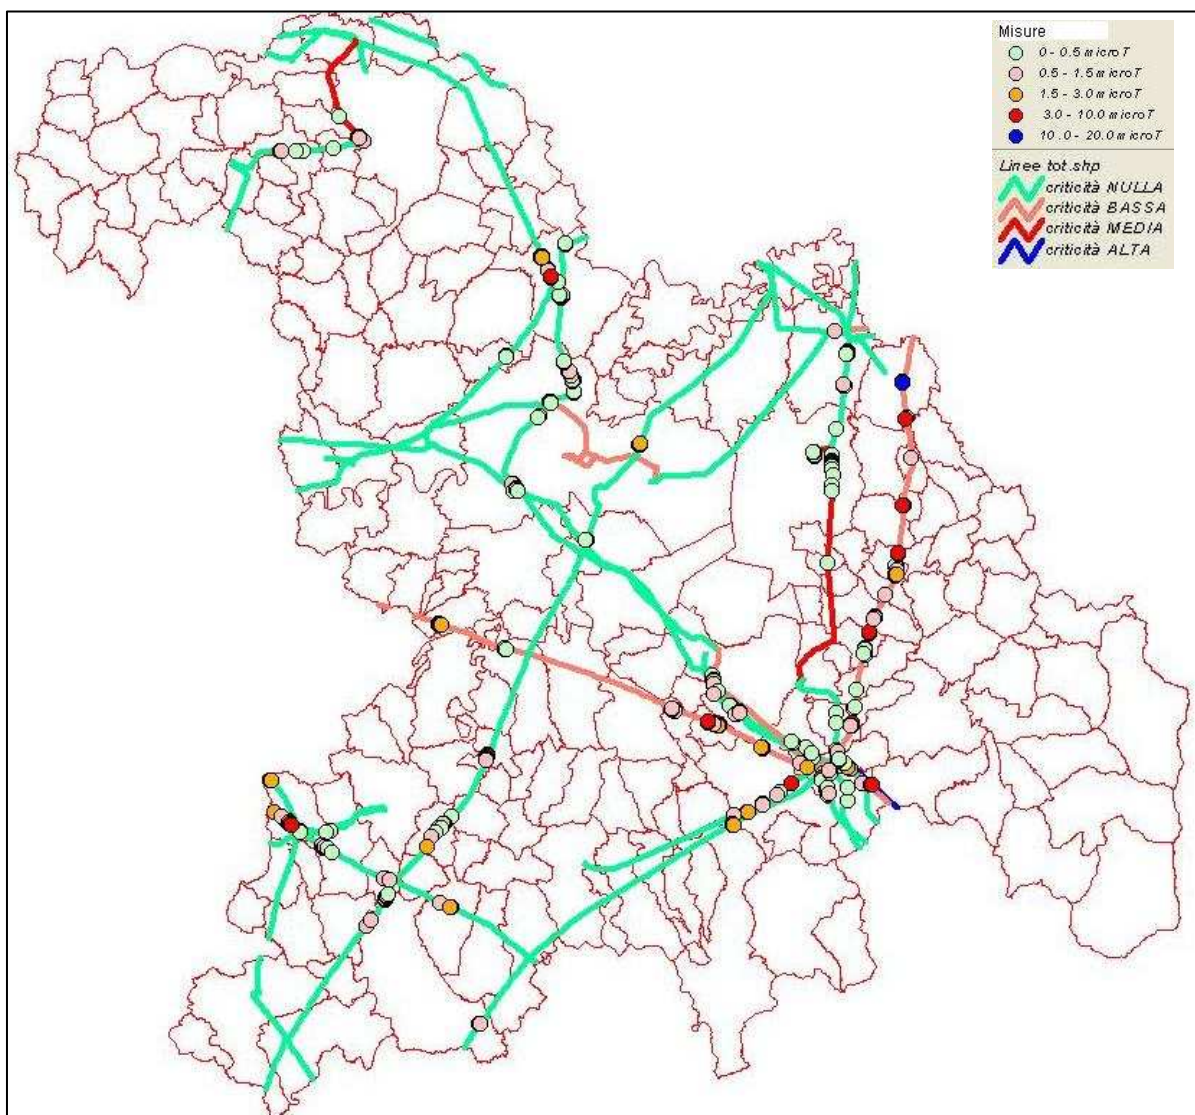 Misure
0 - 0.5 microT
0.5 - 1.5 microT
1.5 - 3.0 microT
3.0 - 10.0 microT
10 .0 - 20.0 microT
Linee tot.shp
criticità NULLA
criticità BASSA
criticità MEDIA
criticità ALTA